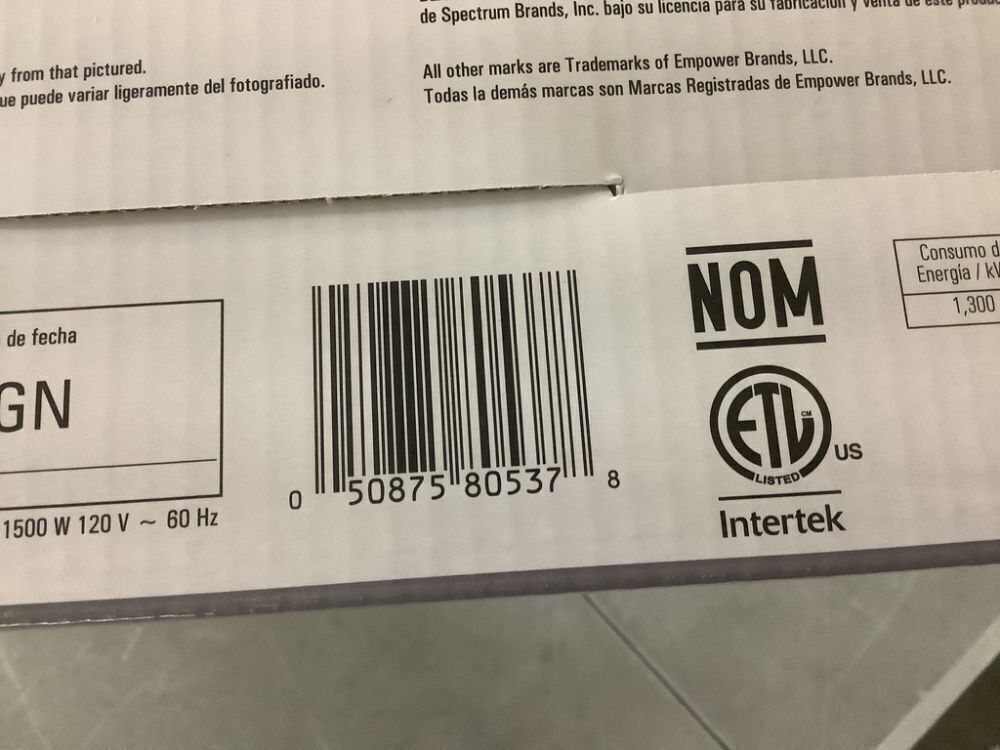 de Spectrum Brands, Inc. bajo su licencia para su fabricación y venta de este
y from that pictured.
ue puede variar ligeramente del fotografiado.
All other marks are Trademarks of Empower Brands, LLC.
Todas la demás marcas son Marcas Registradas de Empower Brands, LLC.
de fecha
GN
1500 W 120 V ~ 60 Hz
0 50875 80537 8
NOM
ETL CM
LISTED
US
Intertek
Consumo d
Energía / kW
1,300